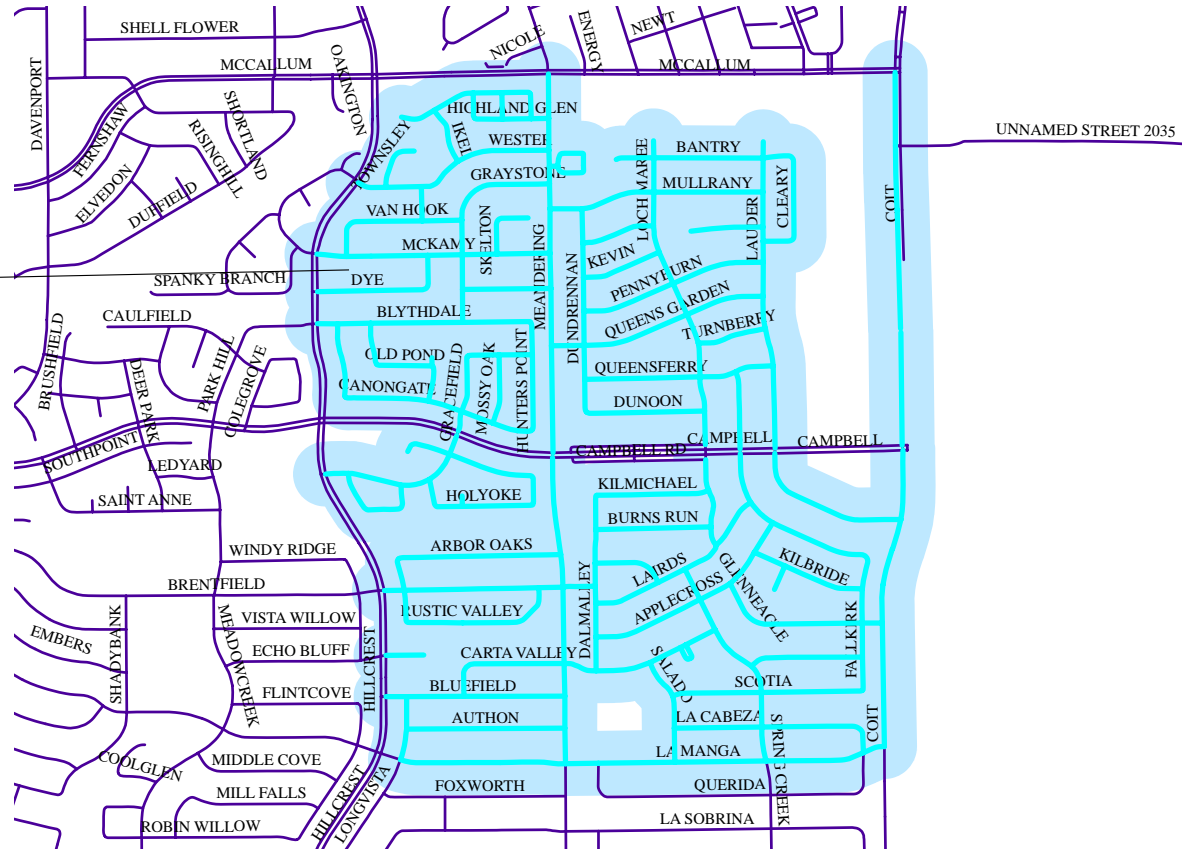 SHELL FLOWER
NICOLE
ENERGY
NEWT
MCCALLUM
MCCALLUM
OAKINGTON
DAVENPORT
FERNSHAW
SHORTLAND
RISINGHILL
ELVEDON
DUFFIELD
TOWNSLEY
HIGHLAND GLEN
IKEL
WESTER
GRAYSTONE
UNNAMED STREET 2035
BANTRY
MULLRANY
LOCH MAREE
CLEARY
LAUDER
COIT
VAN HOOK
MCKAMY
SKELTON
MEANDERING
DUNDRENNAN
KEVIN
PENNYBURN
QUEENS GARDEN
TURNBERRY
SPANKY BRANCH
DYE
BLYTHDALE
CAULFIELD
BRUSHFIELD
DEER PARK
PARK HILL
COLEGROVE
OLD POND
CANONGATE
GRACEFIELD
MOSSY OAK
HUNTERS POINT
QUEENSFERRY
DUNOON
CAMPBELL RD
CAMPBELL
CAMPBELL
SOUTHPOINT
LEDYARD
SAINT ANNE
HOLYOKE
KILMICHAEL
BURNS RUN
WINDY RIDGE
ARBOR OAKS
BRENTFIELD
LAIRDS
APPLECROSS
GLENNEAGLE
KILBRIDE
DALMALLEY
FALLKIRK
RUSTIC VALLEY
VISTA WILLOW
MEADOWCREEK
SHADYBANK
EMBERS
ECHO BLUFF
HILLCREST
CARTA VALLEY
SALADO
BLUEFIELD
SCOTIA
FLINTCOVE
AUTHON
LA CABEZA
SPRING CREEK
COIT
LA MANGA
COOLGLEN
MIDDLE COVE
MILL FALLS
HILLCREST
LONGVISTA
FOXWORTH
QUERIDA
ROBIN WILLOW
LA SOBRINA